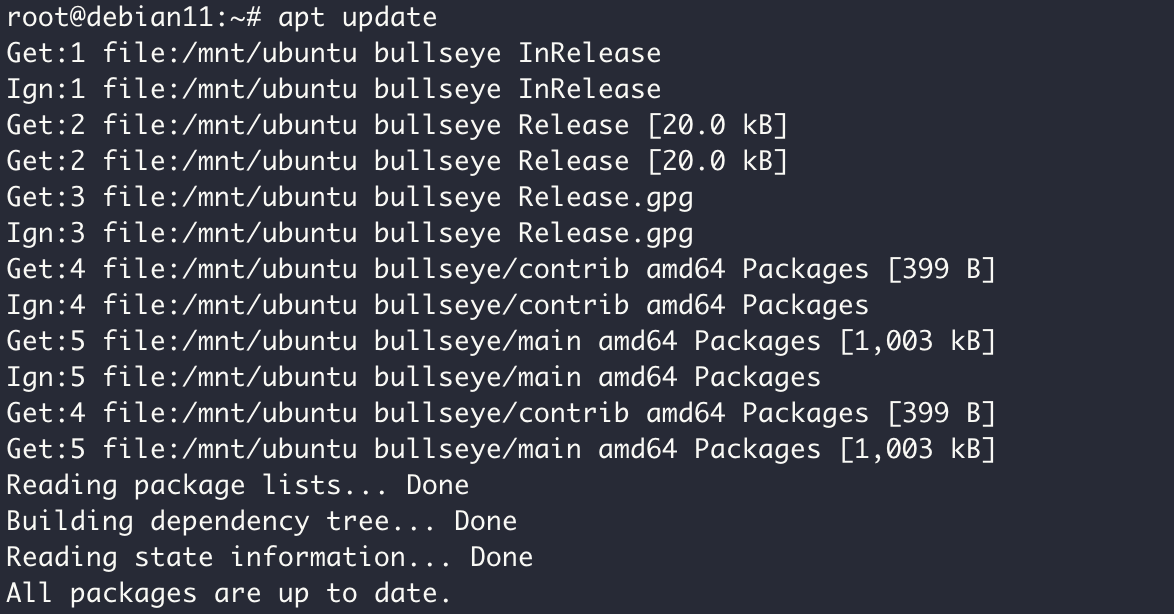 root@debian11:~# apt update
Get:1 file:/mnt/ubuntu bullseye InRelease
Ign:1 file:/mnt/ubuntu bullseye InRelease
Get:2 file:/mnt/ubuntu bullseye Release [20.0 kB]
Get:2 file:/mnt/ubuntu bullseye Release [20.0 kB]
Get:3 file:/mnt/ubuntu bullseye Release.gpg
Ign:3 file:/mnt/ubuntu bullseye Release.gpg
Get:4 file:/mnt/ubuntu bullseye/contrib amd64 Packages [399 B]
Ign:4 file:/mnt/ubuntu bullseye/contrib amd64 Packages
Get:5 file:/mnt/ubuntu bullseye/main amd64 Packages [1,003 kB]
Ign:5 file:/mnt/ubuntu bullseye/main amd64 Packages
Get:4 file:/mnt/ubuntu bullseye/contrib amd64 Packages [399 B]
Get:5 file:/mnt/ubuntu bullseye/main amd64 Packages [1,003 kB]
Reading package lists... Done
Building dependency tree... Done
Reading state information... Done
All packages are up to date.